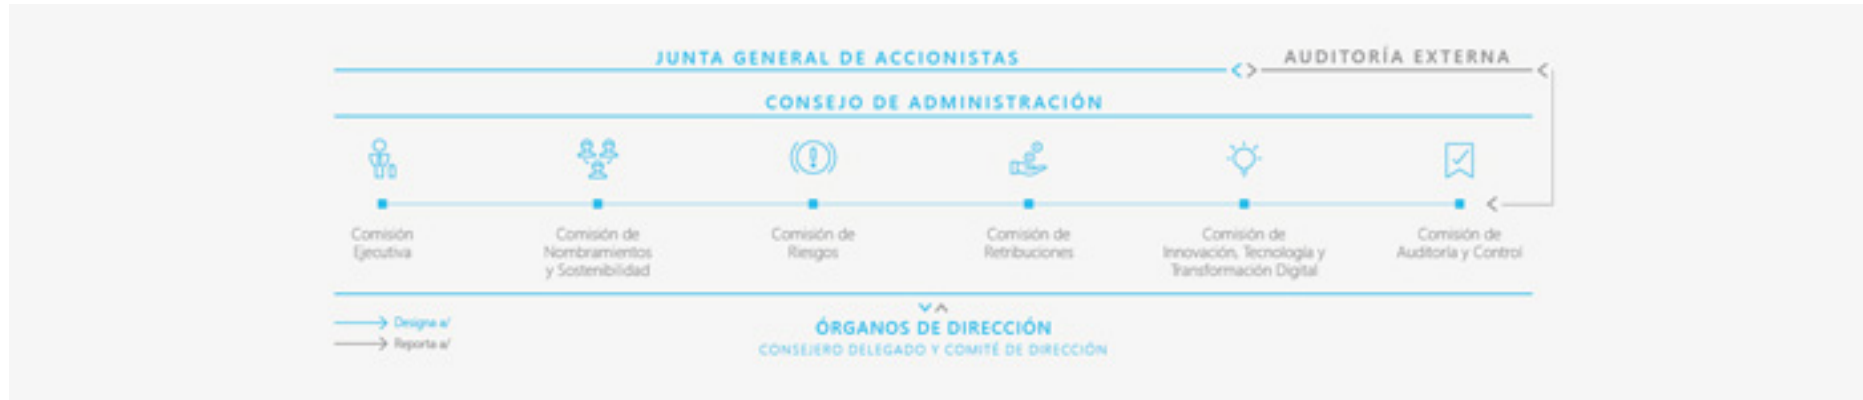 JUNTA GENERAL DE ACCIONISTAS
AUDITORÍA EXTERNA
CONSEJO DE ADMINISTRACIÓN
Comisión
Ejecutiva
Comisión de
Nombramientos
y Sostenibilidad
Comisión de
Riesgos
Comisión de
Retribuciones
Comisión de
Innovación, Tecnología y
Transformación Digital
Comisión de
Auditoría y Control
Designa a/
Reporta a/
ÓRGANOS DE DIRECCIÓN
CONSEJERO DELEGADO Y COMITÉ DE DIRECCIÓN